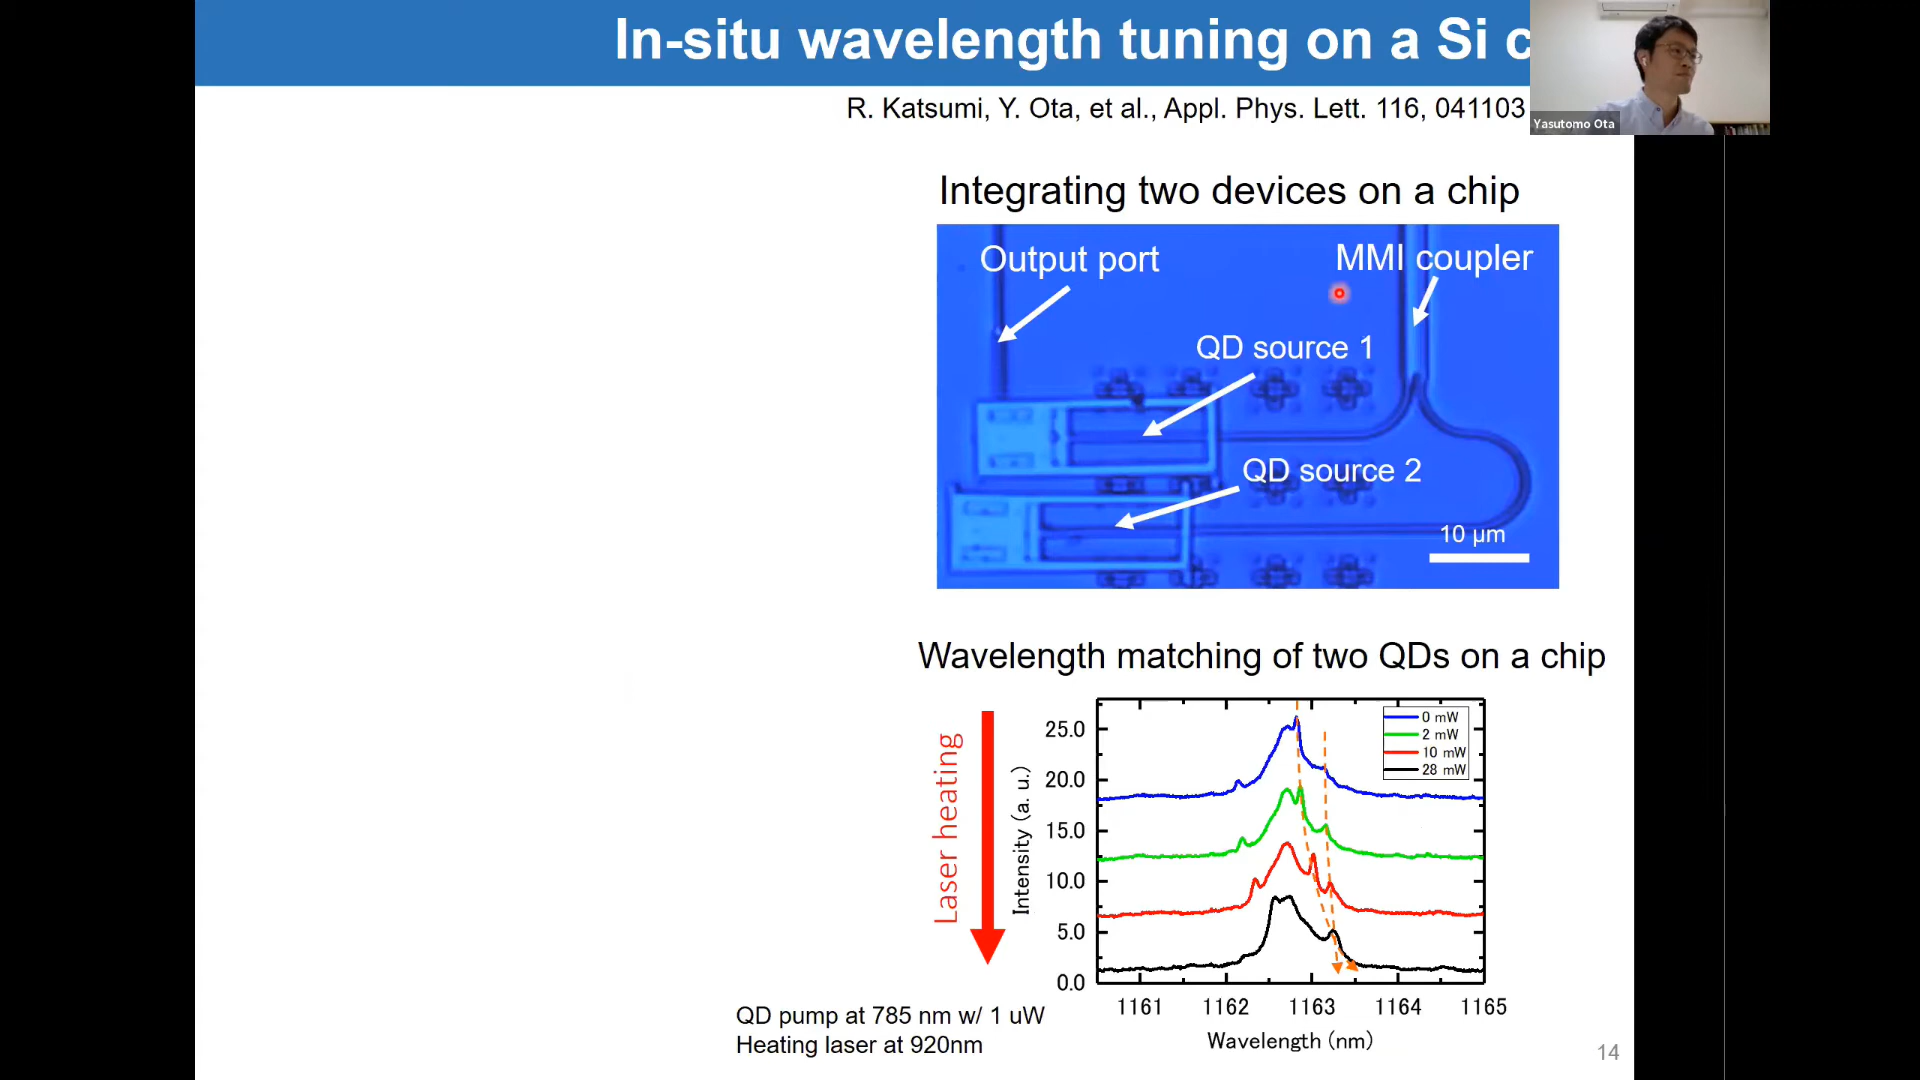 In-situ wavelength tuning on a Si c
Yasutomo Ota
R. Katsumi, Y. Ota, et al., Appl. Phys. Lett. 116, 041103
Integrating two devices on a chip
Output port
MMI coupler
QD source 1
QD source 2
10 μm
Wavelength matching of two QDs on a chip
Laser heating
Intensity (a. u.)
25.0
20.0
15.0
10.0
5.0
0.0
0 mW
2 mW
10 mW
28 mW
1161 1162 1163 1164 1165
Wavelength (nm)
QD pump at 785 nm w/ 1 uW
Heating laser at 920nm
14